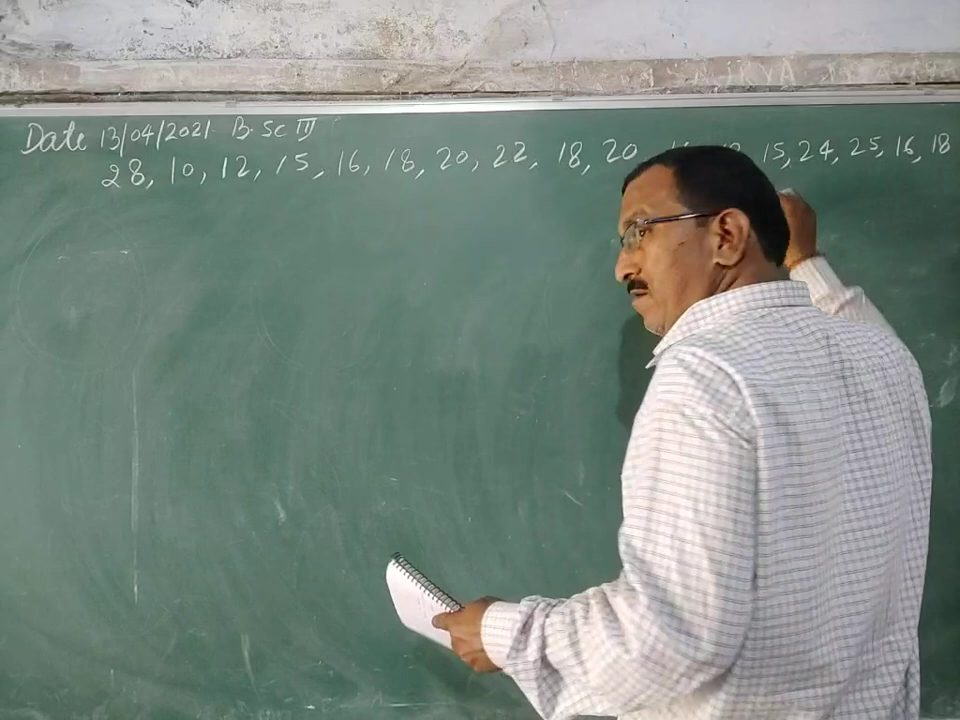 Date 13/04/2021 B.Sc III
28, 10, 12, 15, 16, 18, 20, 22, 18, 20 15, 24, 25, 16, 18